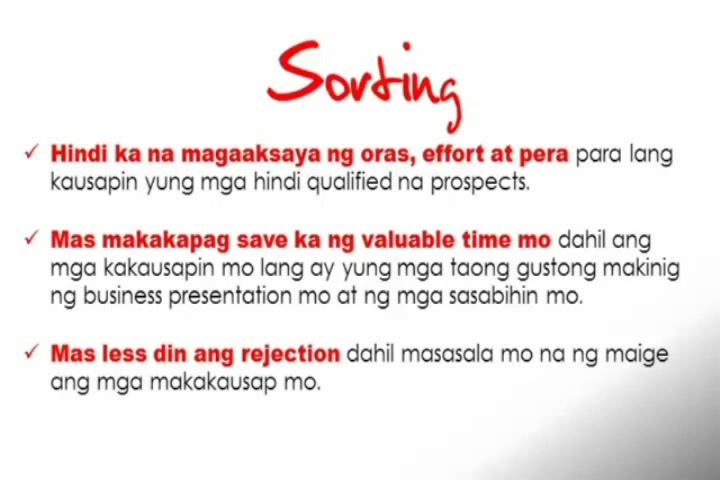 Sorting
✓ Hindi ka na magaaksaya ng oras, effort at pera para lang
kausapin yung mga hindi qualified na prospects.
✓ Mas makakapag save ka ng valuable time mo dahil ang
mga kakausapin mo lang ay yung mga taong gustong makinig
ng business presentation mo at ng mga sasabihin mo.
✓ Mas less din ang rejection dahil masasala mo na ng maige
ang mga makakausap mo.